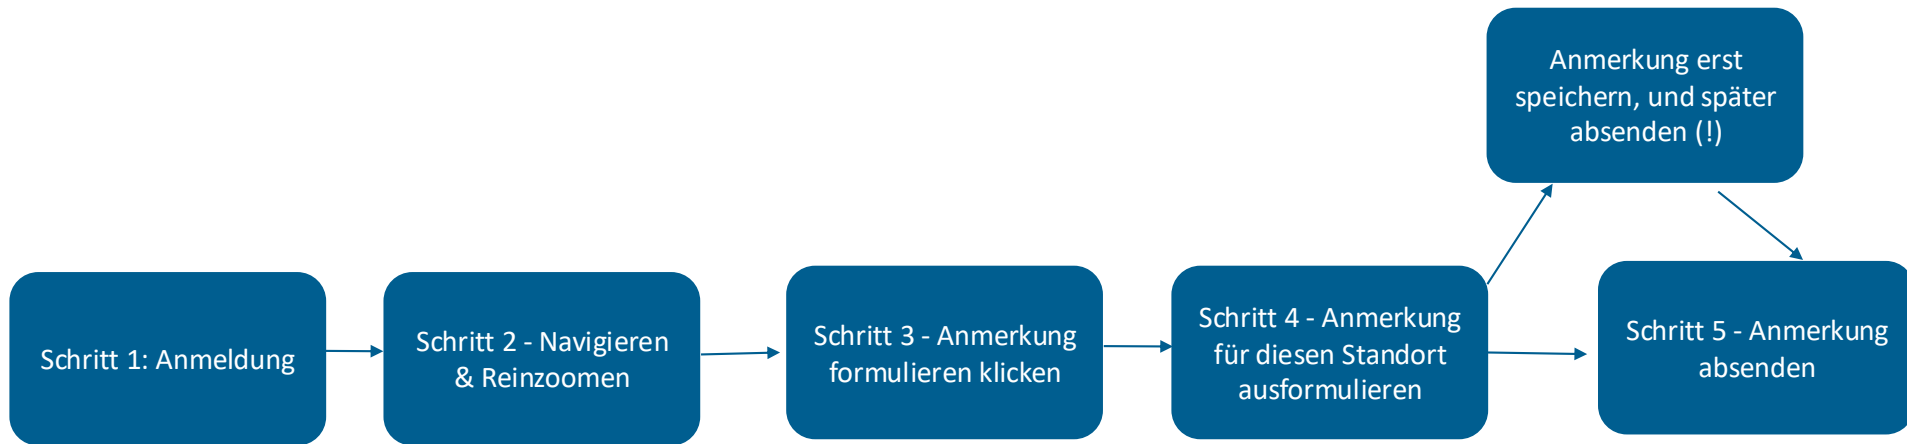 Anmerkung erst
speichern, und später
absenden (!)
Schritt 1: Anmeldung
Schritt 2 - Navigieren
& Reinzoomen
Schritt 3 - Anmerkung
formulieren klicken
Schritt 4 - Anmerkung
für diesen Standort
ausformulieren
Schritt 5 - Anmerkung
absenden